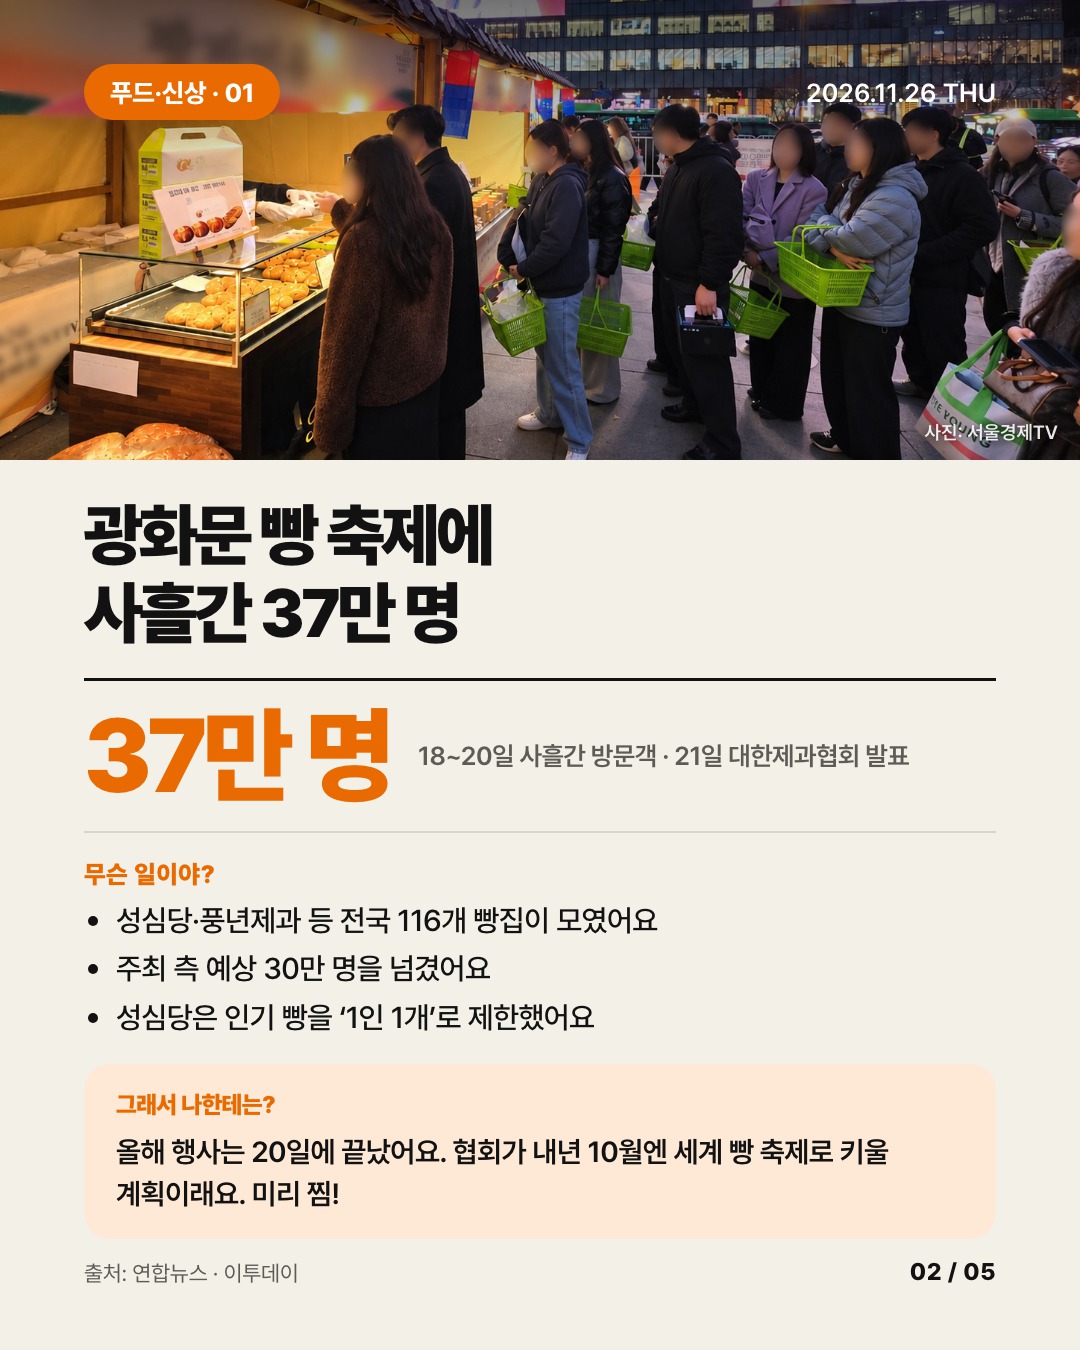 푸드·신상 · 01
2026.11.26 THU
사진: 서울경제TV
광화문 빵 축제에
사흘간 37만 명
37만 명
18~20일 사흘간 방문객 · 21일 대한제과협회 발표
무슨 일이야?
• 성심당·풍년제과 등 전국 116개 빵집이 모였어요
• 주최 측 예상 30만 명을 넘겼어요
• 성심당은 인기 빵을 ‘1인 1개’로 제한했어요
그래서 나한테는?
올해 행사는 20일에 끝났어요. 협회가 내년 10월엔 세계 빵 축제로 키울
계획이래요. 미리 찜!
출처: 연합뉴스 · 이투데이
02 / 05